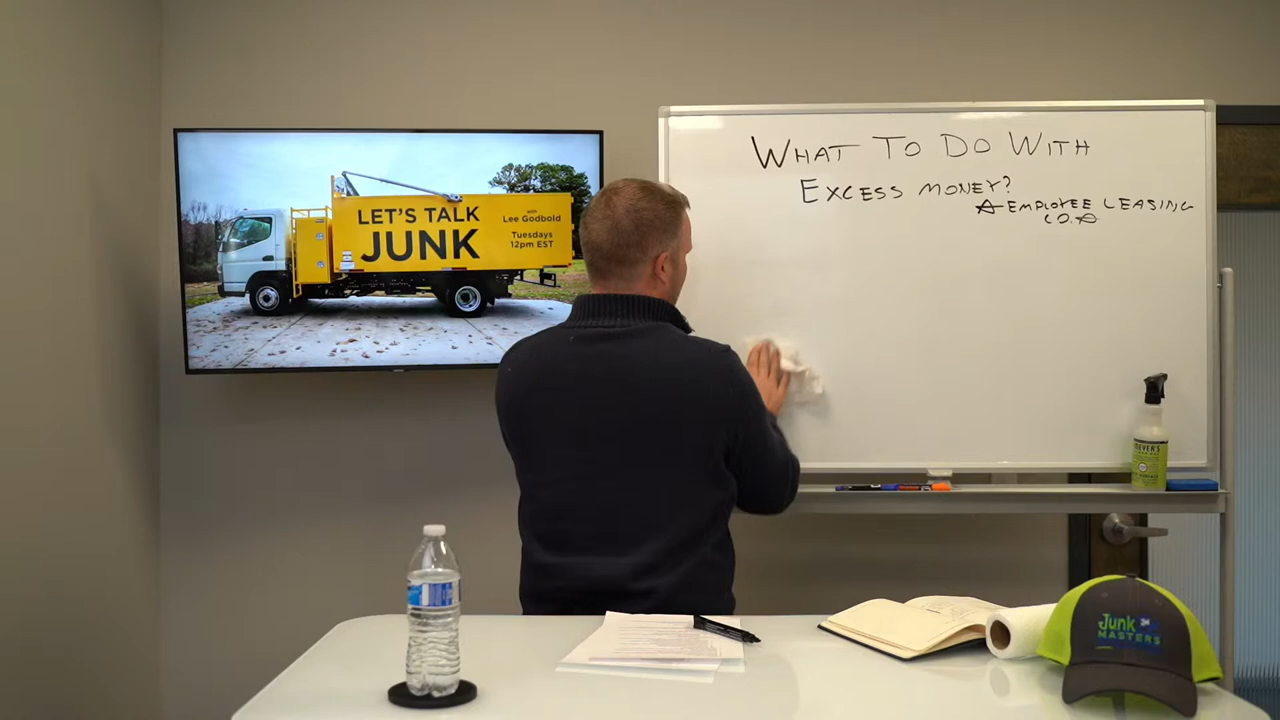 LET'S TALK
JUNK
with
Lee Godbold
Tuesdays
12pm EST
WHAT TO DO WITH
EXCESS MONEY?
EMPLOYEE LEASING
CO.
MEYER'S
Junk
MASTERS